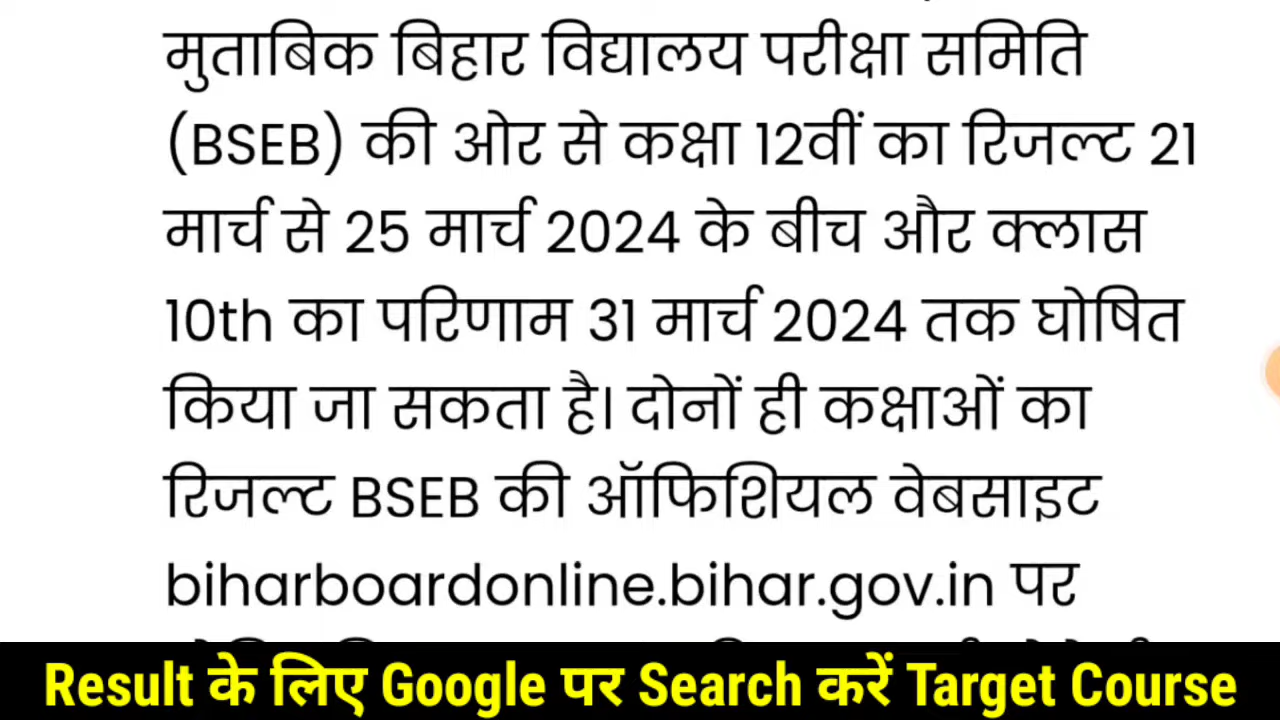 मुताबिक बिहार विद्यालय परीक्षा समिति
(BSEB) की ओर से कक्षा 12वीं का रिजल्ट 21
मार्च से 25 मार्च 2024 के बीच और क्लास
10th का परिणाम 31 मार्च 2024 तक घोषित
किया जा सकता है। दोनों ही कक्षाओं का
रिजल्ट BSEB की ऑफिशियल वेबसाइट
biharboardonline.bihar.gov.in पर
Result के लिए Google पर Search करें Target Course